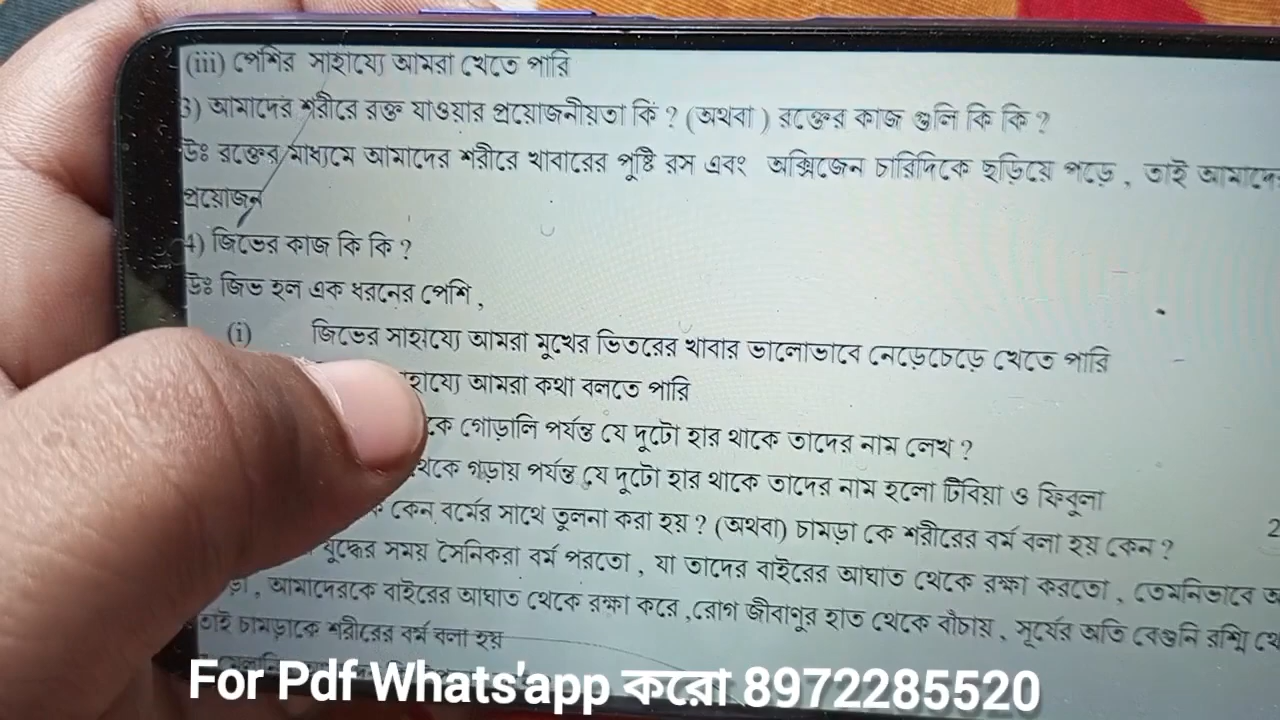 (iii) পেশির সাহায্যে আমরা খেতে পারি
3) আমাদের শরীরে রক্ত যাওয়ার প্রয়োজনীয়তা কি ? (অথবা ) রক্তের কাজ গুলি কি কি ?
উঃ রক্তের মাধ্যমে আমাদের শরীরে খাবারের পুষ্টি রস এবং অক্সিজেন চারিদিকে ছড়িয়ে পড়ে , তাই আমাদের
প্রয়োজন
4) জিভের কাজ কি কি ?
উঃ জিভ হল এক ধরনের পেশি ,
(i) জিভের সাহায্যে আমরা মুখের ভিতরের খাবার ভালোভাবে নেড়েচেড়ে খেতে পারি
আমরা কথা বলতে পারি
গোড়ালি পর্যন্ত যে দুটো হার থাকে তাদের নাম লেখ ?
থেকে গড়ায় পর্যন্ত যে দুটো হার থাকে তাদের নাম হলো টিবিয়া ও ফিবুলা
কেন বর্মের সাথে তুলনা করা হয় ? (অথবা) চামড়া কে শরীরের বর্ম বলা হয় কেন ?
যুদ্ধের সময় সৈনিকরা বর্ম পরতো , যা তাদের বাইরের আঘাত থেকে রক্ষা করতো , তেমনিভাবে
আমাদেরকে বাইরের আঘাত থেকে রক্ষা করে ,রোগ জীবাণুর হাত থেকে বাঁচায় , সূর্যের অতি বেগুনি রশ্মি
তাই চামড়াকে শরীরের বর্ম বলা হয়
For Pdf Whats'app করো 8972285520